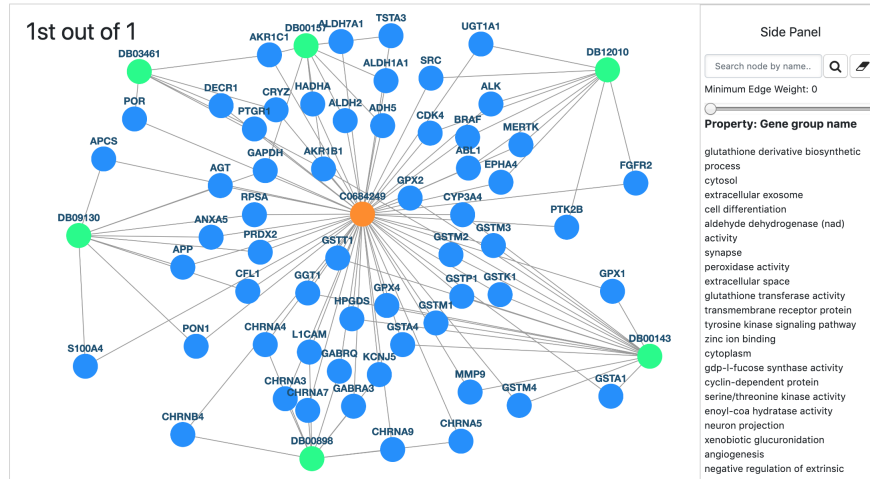 1st out of 1
TSTA3
DB00157
ALDH7A1
UGT1A1
AKR1C1
DB03461
DB12010
SRC
ALDH1A1
DECR1
CRYZ
HADHA
ALK
POR
PTGR1
ALDH2
ADH5
CDK4
BRAF
MERTK
APCS
GAPDH
AKR1B1
ABL1
EPHA4
FGFR2
AGT
C0684249
GPX2
CYP3A4
RPSA
PTK2B
DB09130
ANXA5
PRDX2
GSTM2
GSTM3
GSTT1
APP
CFL1
GGT1
GPX4
GSTP1
GSTK1
GPX1
HPGDS
GSTM1
PON1
CHRNA4
L1CAM
GSTA4
DB00143
S100A4
GABRQ
KCNJ5
MMP9
GSTA1
CHRNA3
CHRNA7
GABRA3
GSTM4
CHRNB4
DB00898
CHRNA9
CHRNA5
Side Panel
Search node by name..
Minimum Edge Weight: 0
Property: Gene group name
glutathione derivative biosynthetic
process
cytosol
extracellular exosome
cell differentiation
aldehyde dehydrogenase (nad)
activity
synapse
peroxidase activity
extracellular space
glutathione transferase activity
transmembrane receptor protein
tyrosine kinase signaling pathway
zinc ion binding
cytoplasm
gdp-l-fucose synthase activity
cyclin-dependent protein
serine/threonine kinase activity
enoyl-coa hydratase activity
neuron projection
xenobiotic glucuronidation
angiogenesis
negative regulation of extrinsic